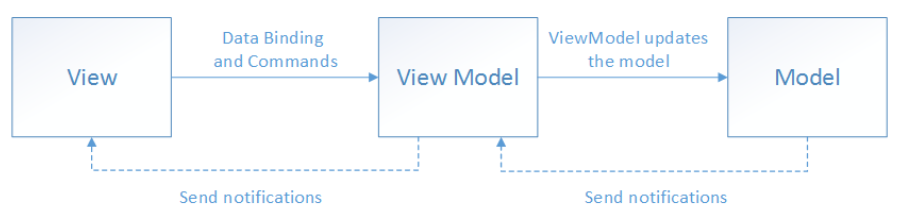 View
Data Binding
and Commands
View Model
ViewModel updates
the model
Model
Send notifications
Send notifications